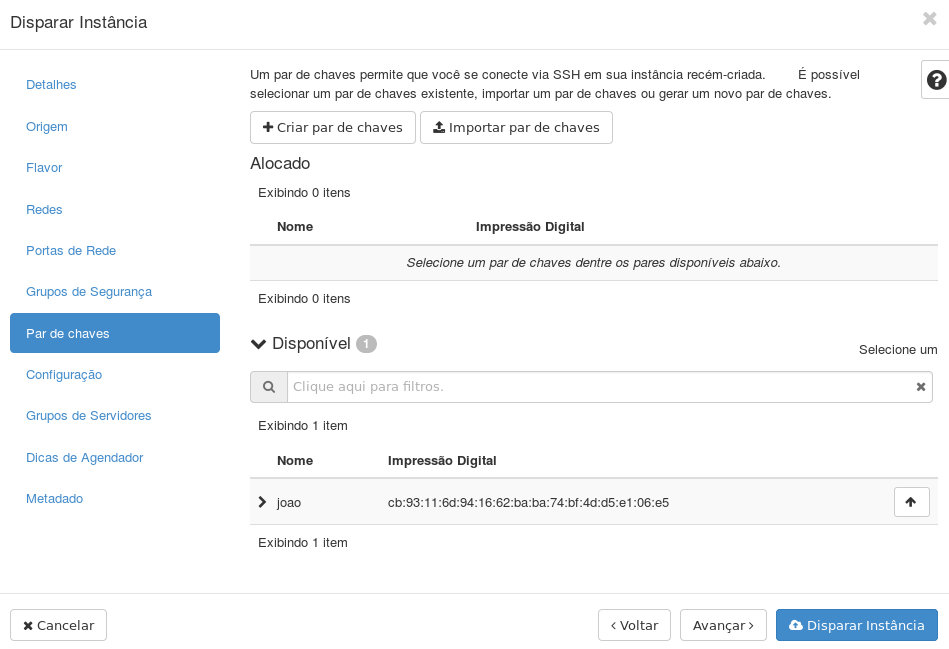 Disparar Instância
Detalhes
Origem
Flavor
Redes
Portas de Rede
Grupos de Segurança
Par de chaves
Configuração
Grupos de Servidores
Dicas de Agendador
Metadado
Um par de chaves permite que você se conecte via SSH em sua instância recém-criada. É possível
selecionar um par de chaves existente, importar um par de chaves ou gerar um novo par de chaves.
Criar par de chaves Importar par de chaves
Alocado
Exibindo 0 itens
Nome Impressão Digital
Selecione um par de chaves dentre os pares disponíveis abaixo.
Exibindo 0 itens
Disponível 1
Selecione um
Clique aqui para filtros.
Exibindo 1 item
Nome Impressão Digital
joao cb:93:11:6d:94:16:62:ba:ba:74:bf:4d:d5:e1:06:e5
Exibindo 1 item
Cancelar Voltar Avançar Disparar Instância